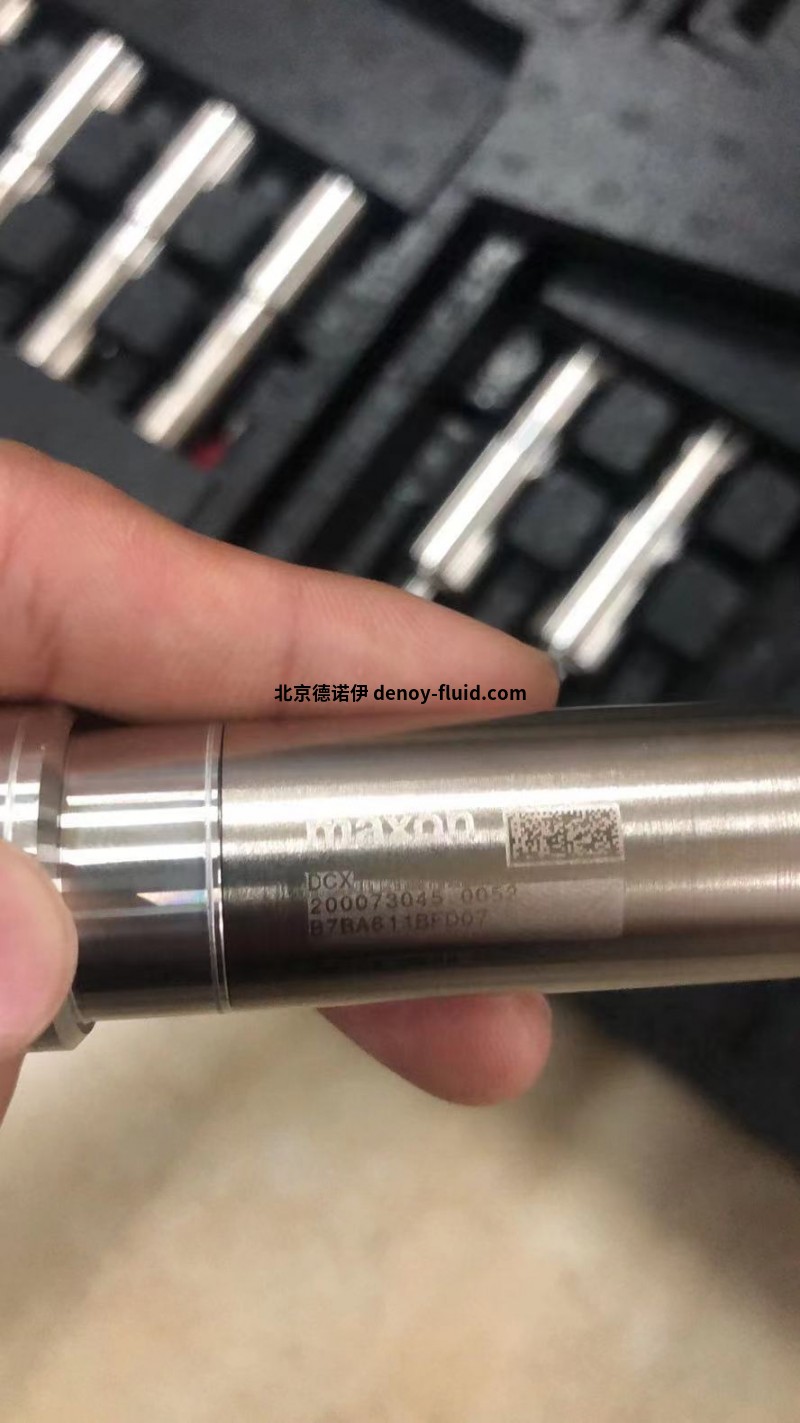 北京德诺伊 denoy-fluid.com
maxon
DCX
200073045 0052
B7BA611BFD07